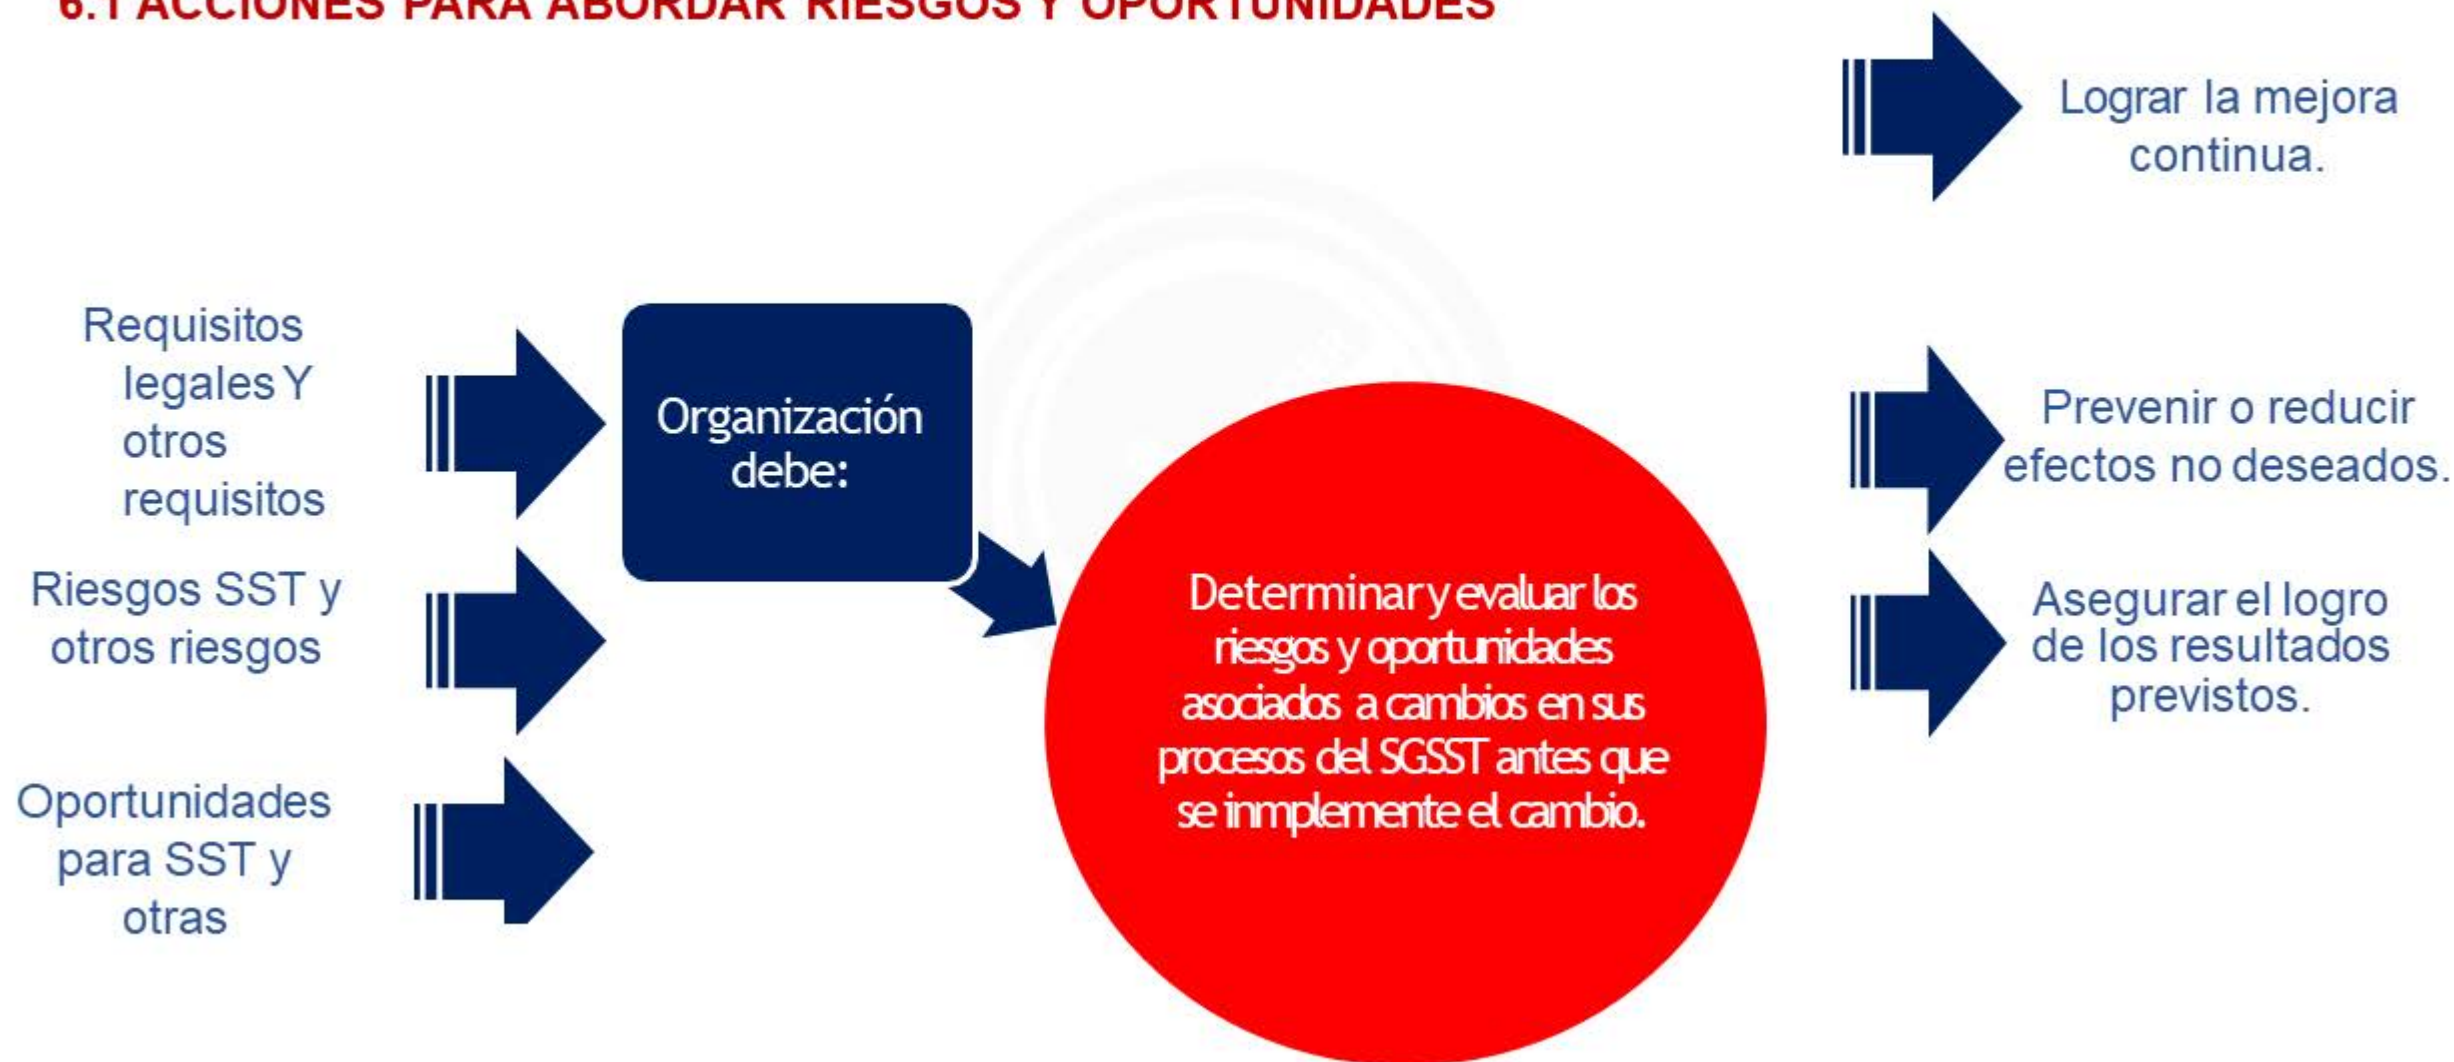 6.1 ACCIONES PARA ABORDAR RIESGOS Y OPORTUNIDADES
Requisitos
legales Y
otros
requisitos
Riesgos SST y
otros riesgos
Oportunidades
para SST y
otras
Organización
debe:
Determinar y evaluar los
riesgos y oportunidades
asociados a cambios en sus
procesos del SGSST antes que
se inmplemente el cambio.
Lograr la mejora
continua.
Prevenir o reducir
efectos no deseados.
Asegurar el logro
de los resultados
previstos.